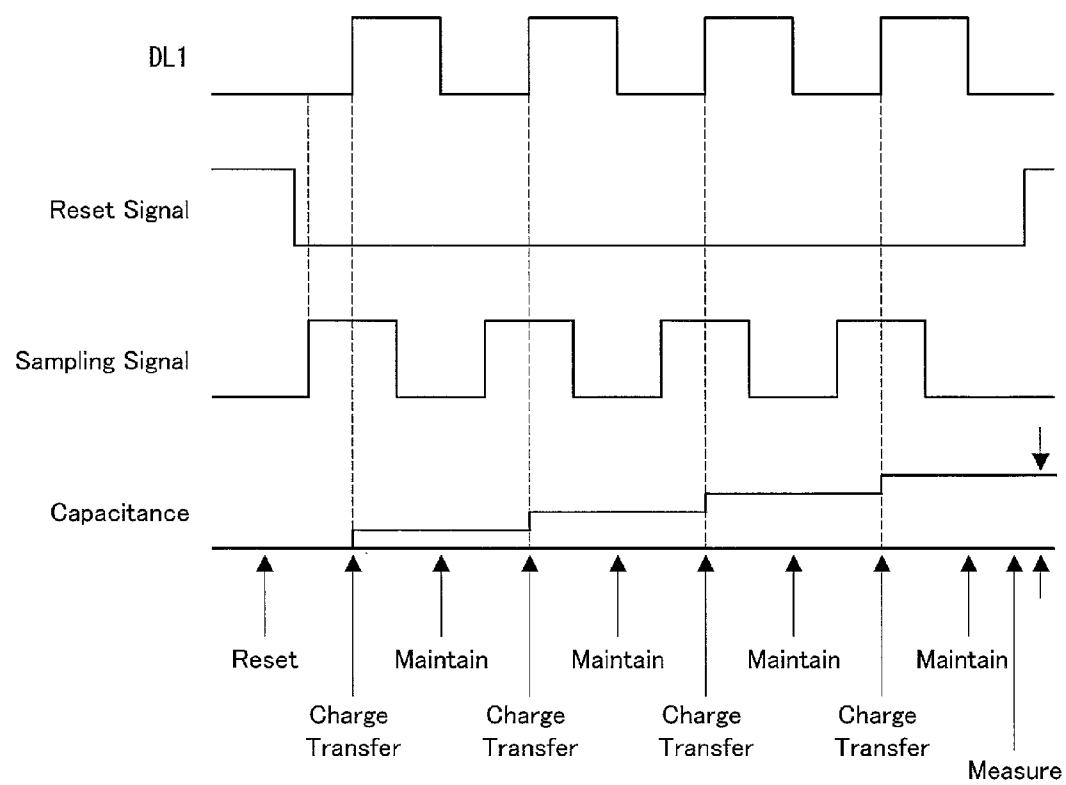 DL1
Reset Signal
Sampling Signal
Capacitance
Reset
Maintain
Maintain
Maintain
Maintain
Charge
Transfer
Charge
Transfer
Charge
Transfer
Charge
Transfer
Measure